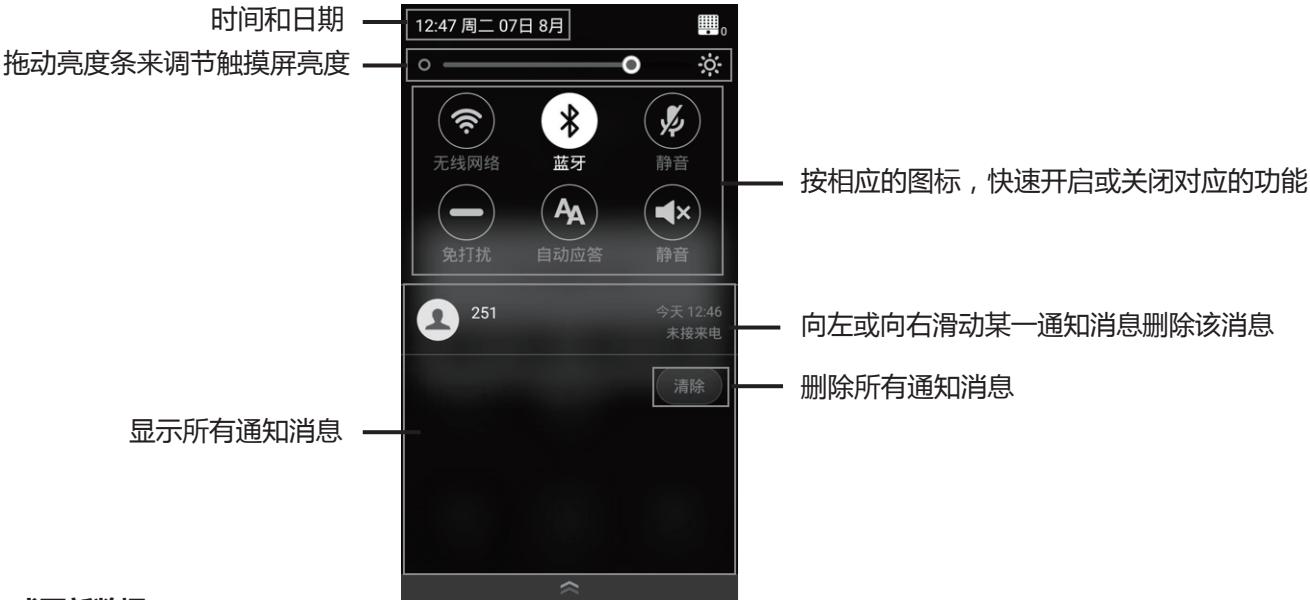 时间和日期
12:47 周二 07日 8月
0
拖动亮度条来调节触摸屏亮度
无线网络
蓝牙
静音
按相应的图标，快速开启或关闭对应的功能
免打扰
自动应答
静音
251
今天 12:46
未接来电
向左或向右滑动某一通知消息删除该消息
清除
删除所有通知消息
显示所有通知消息